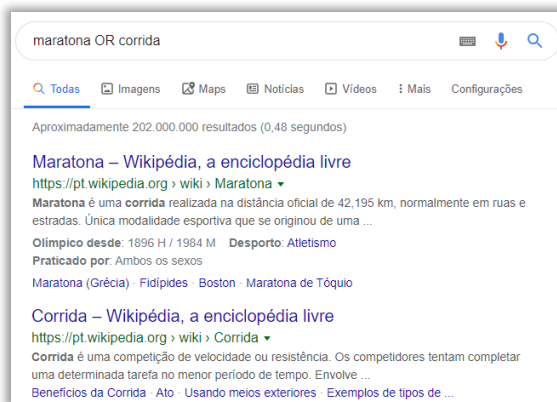 maratona OR corrida
Todas Imagens Maps Notícias Vídeos Mais Configurações
Aproximadamente 202.000.000 resultados (0,48 segundos)
Maratona – Wikipédia, a enciclopédia livre
https://pt.wikipedia.org › wiki › Maratona
Maratona é uma corrida realizada na distância oficial de 42,195 km, normalmente em ruas e
estradas. Única modalidade esportiva que se originou de uma ...
Olímpico desde: 1896 H / 1984 M Desporto: Atletismo
Praticado por: Ambos os sexos
Maratona (Grécia) · Fidípides · Boston · Maratona de Tóquio
Corrida – Wikipédia, a enciclopédia livre
https://pt.wikipedia.org › wiki › Corrida
Corrida é uma competição de velocidade ou resistência. Os competidores tentam completar
uma determinada tarefa no menor período de tempo. Envolve ...
Benefícios da Corrida · Ato · Usando meios exteriores · Exemplos de tipos de ...